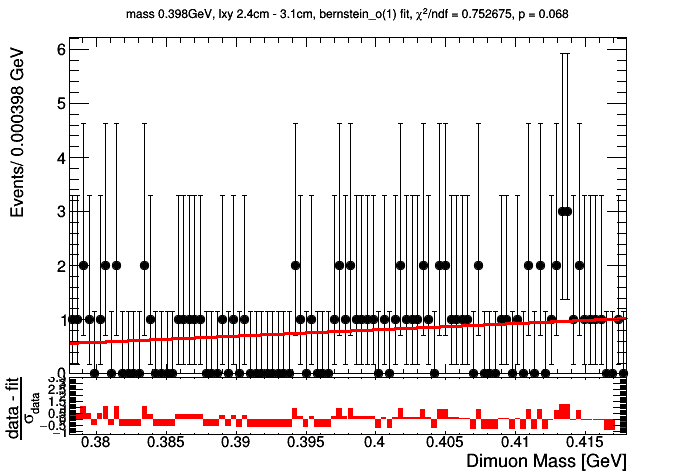 mass 0.398GeV, lxy 2.4cm - 3.1cm, bernstein_o(1) fit, χ²/ndf = 0.752675, p = 0.068
Events/ 0.000398 GeV
6
5
4
3
2
1
0
data - fit
σ_data
0.38 0.385 0.39 0.395 0.4 0.405 0.41 0.415
Dimuon Mass [GeV]